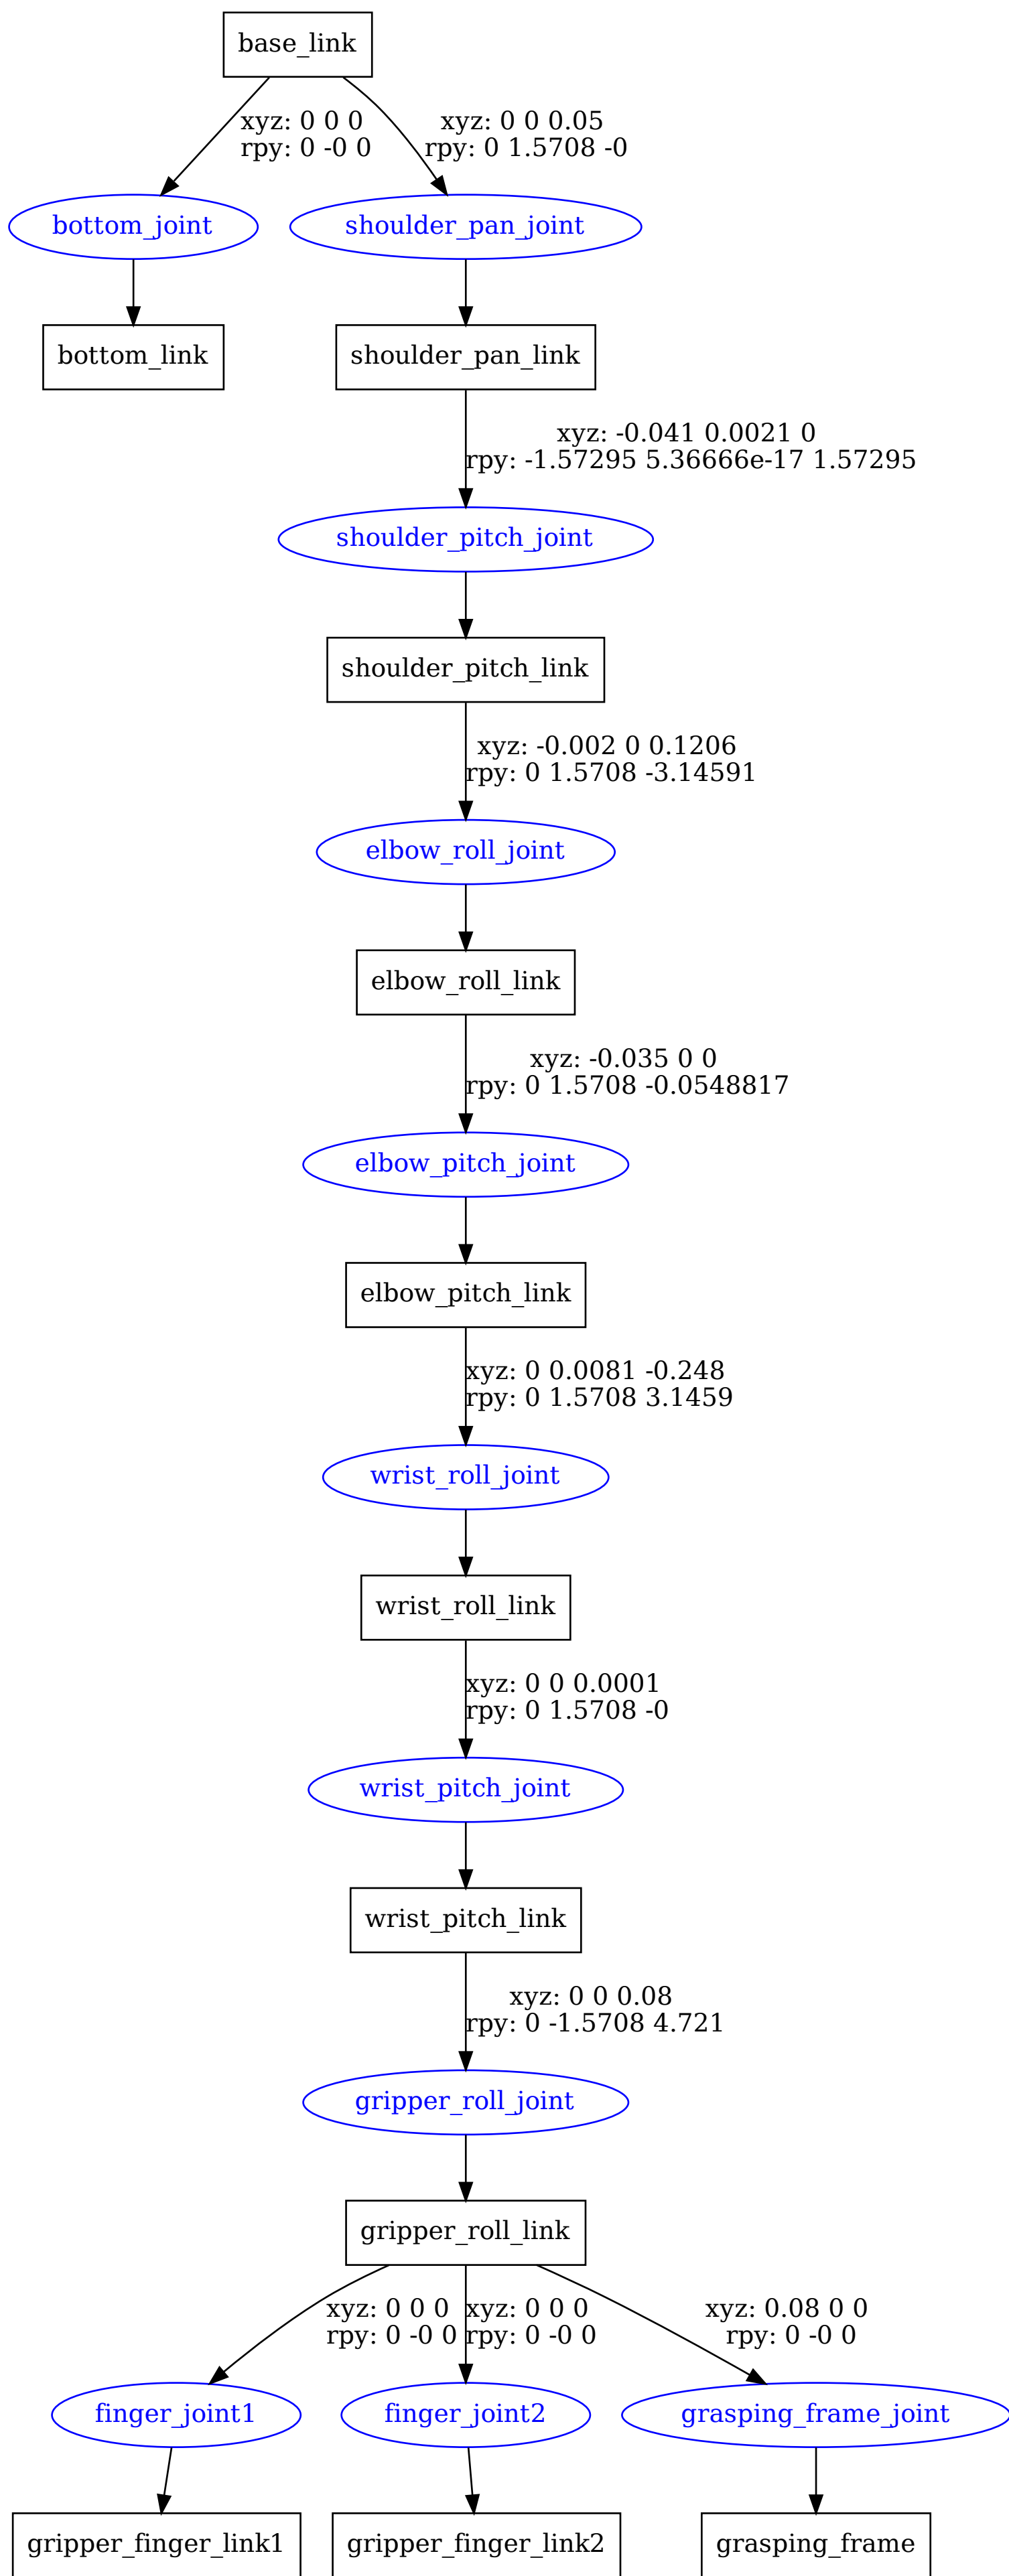 base_link
xyz: 0 0 0
rpy: 0 -0 0
xyz: 0 0 0.05
rpy: 0 1.5708 -0
bottom_joint
shoulder_pan_joint
bottom_link
shoulder_pan_link
xyz: -0.041 0.0021 0
rpy: -1.57295 5.36666e-17 1.57295
shoulder_pitch_joint
shoulder_pitch_link
xyz: -0.002 0 0.1206
rpy: 0 1.5708 -3.14591
elbow_roll_joint
elbow_roll_link
xyz: -0.035 0 0
rpy: 0 1.5708 -0.0548817
elbow_pitch_joint
elbow_pitch_link
xyz: 0 0.0081 -0.248
rpy: 0 1.5708 3.1459
wrist_roll_joint
wrist_roll_link
xyz: 0 0 0.0001
rpy: 0 1.5708 -0
wrist_pitch_joint
wrist_pitch_link
xyz: 0 0 0.08
rpy: 0 -1.5708 4.721
gripper_roll_joint
gripper_roll_link
xyz: 0 0 0
rpy: 0 -0 0
xyz: 0 0 0
rpy: 0 -0 0
xyz: 0.08 0 0
rpy: 0 -0 0
finger_joint1
finger_joint2
grasping_frame_joint
gripper_finger_link1
gripper_finger_link2
grasping_frame